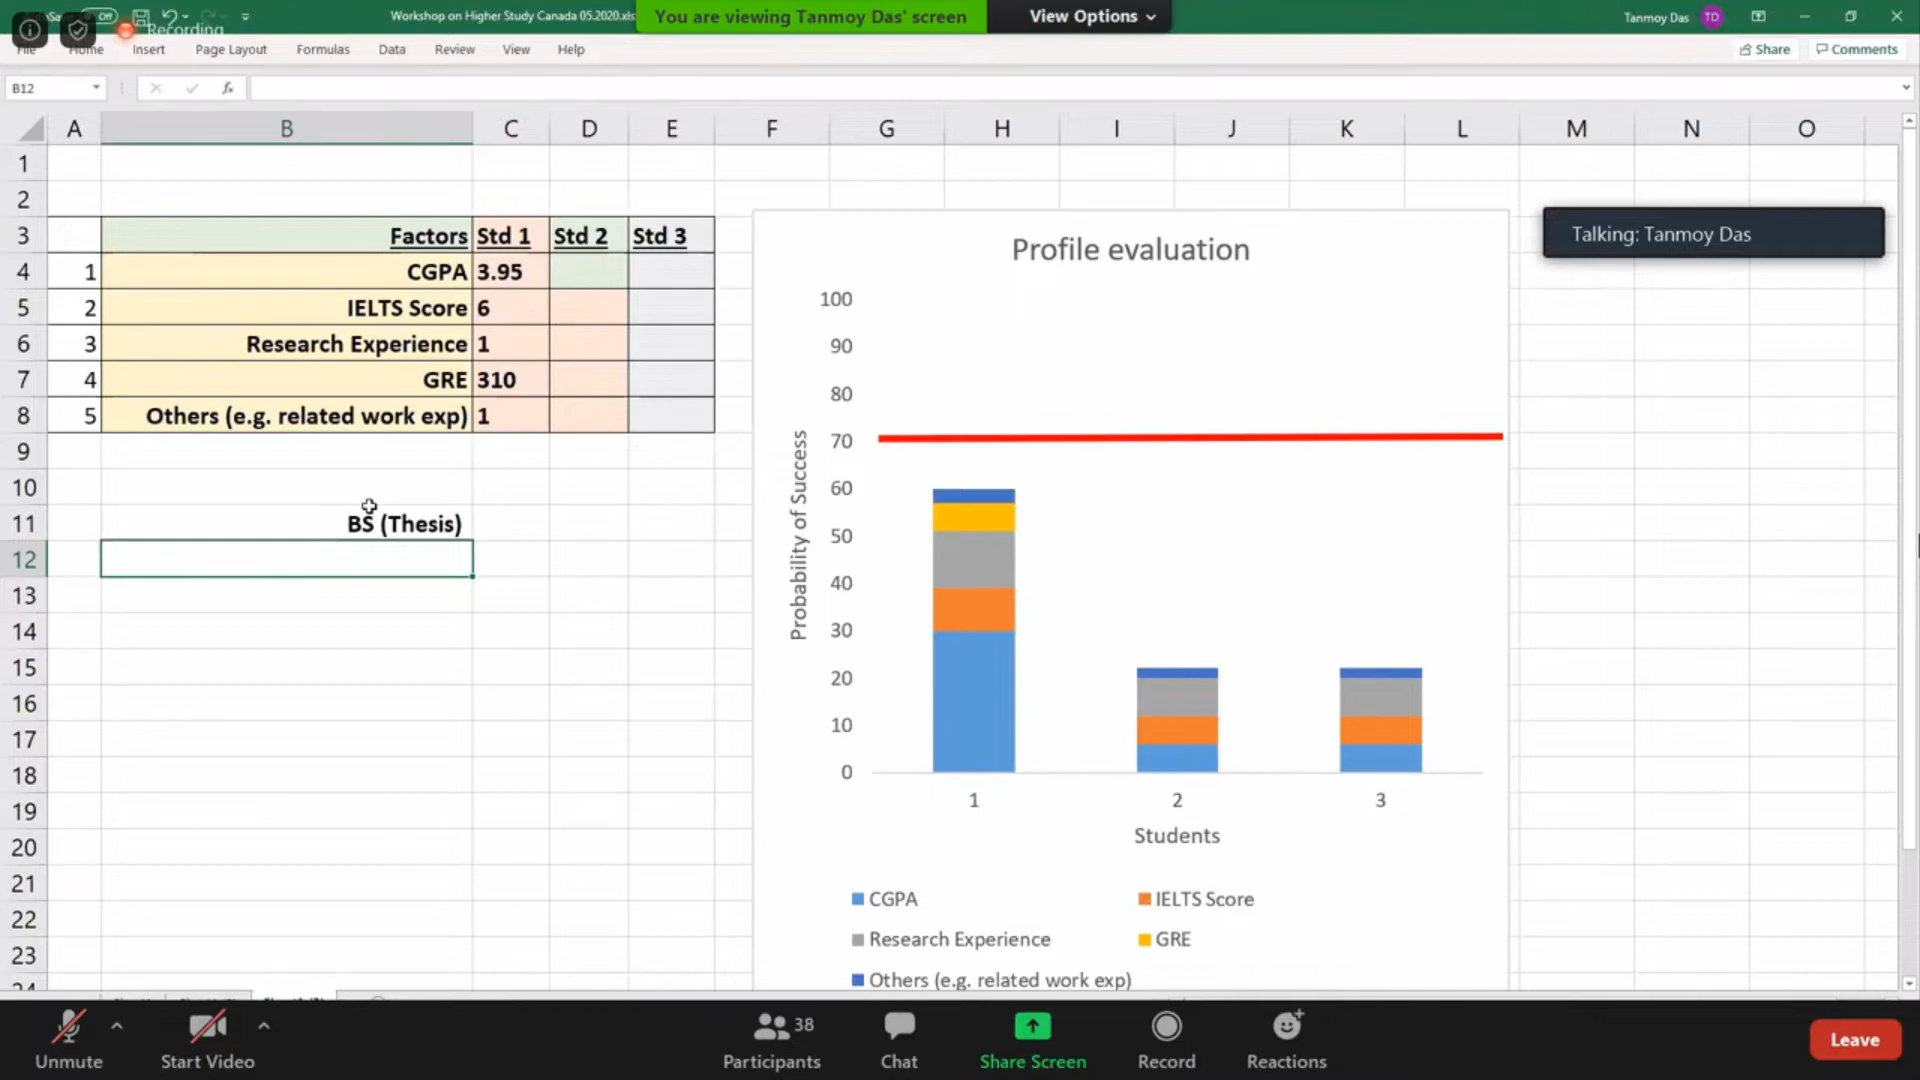 Off
Workshop on Higher Study Canada 05.2020.xls
You are viewing Tanmoy Das' screen
View Options
Tanmoy Das
TD
Recording
File Home Insert Page Layout Formulas Data Review View Help
Share
Comments
B12
fx
A B C D E F G H I J K L M N O
1
2
3 Factors Std 1 Std 2 Std 3
4 1 CGPA 3.95
5 2 IELTS Score 6
6 3 Research Experience 1
7 4 GRE 310
8 5 Others (e.g. related work exp) 1
9
10
11 BS (Thesis)
12
13
14
15
16
17
18
19
20
21
22
23
24
Talking: Tanmoy Das
Profile evaluation
Probability of Success
100
90
80
70
60
50
40
30
20
10
0
1 2 3
Students
CGPA
IELTS Score
Research Experience
GRE
Others (e.g. related work exp)
Unmute
Start Video
38
Participants
Chat
Share Screen
Record
Reactions
Leave